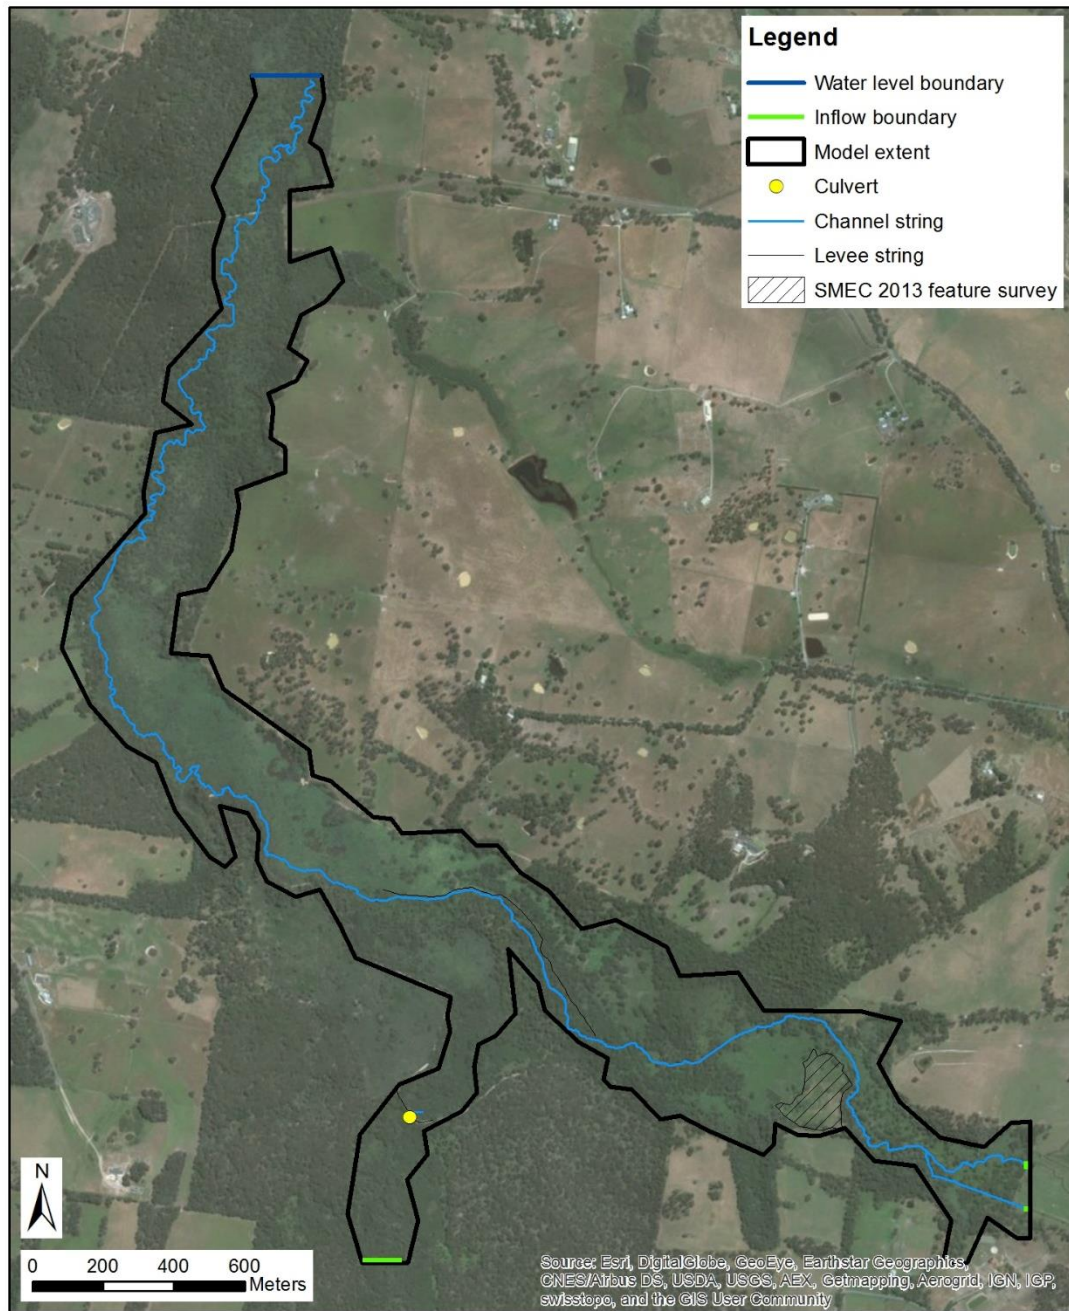 Legend
Water level boundary
Inflow boundary
Model extent
Culvert
Channel string
Levee string
SMEC 2013 feature survey
N
0 200 400 600
Meters
Source: Esri, DigitalGlobe, GeoEye, Earthstar Geographics,
CNES/Airbus DS, USDA, USGS, AEX, Getmapping, Aerogrid, IGN, IGP,
swisstopo, and the GIS User Community